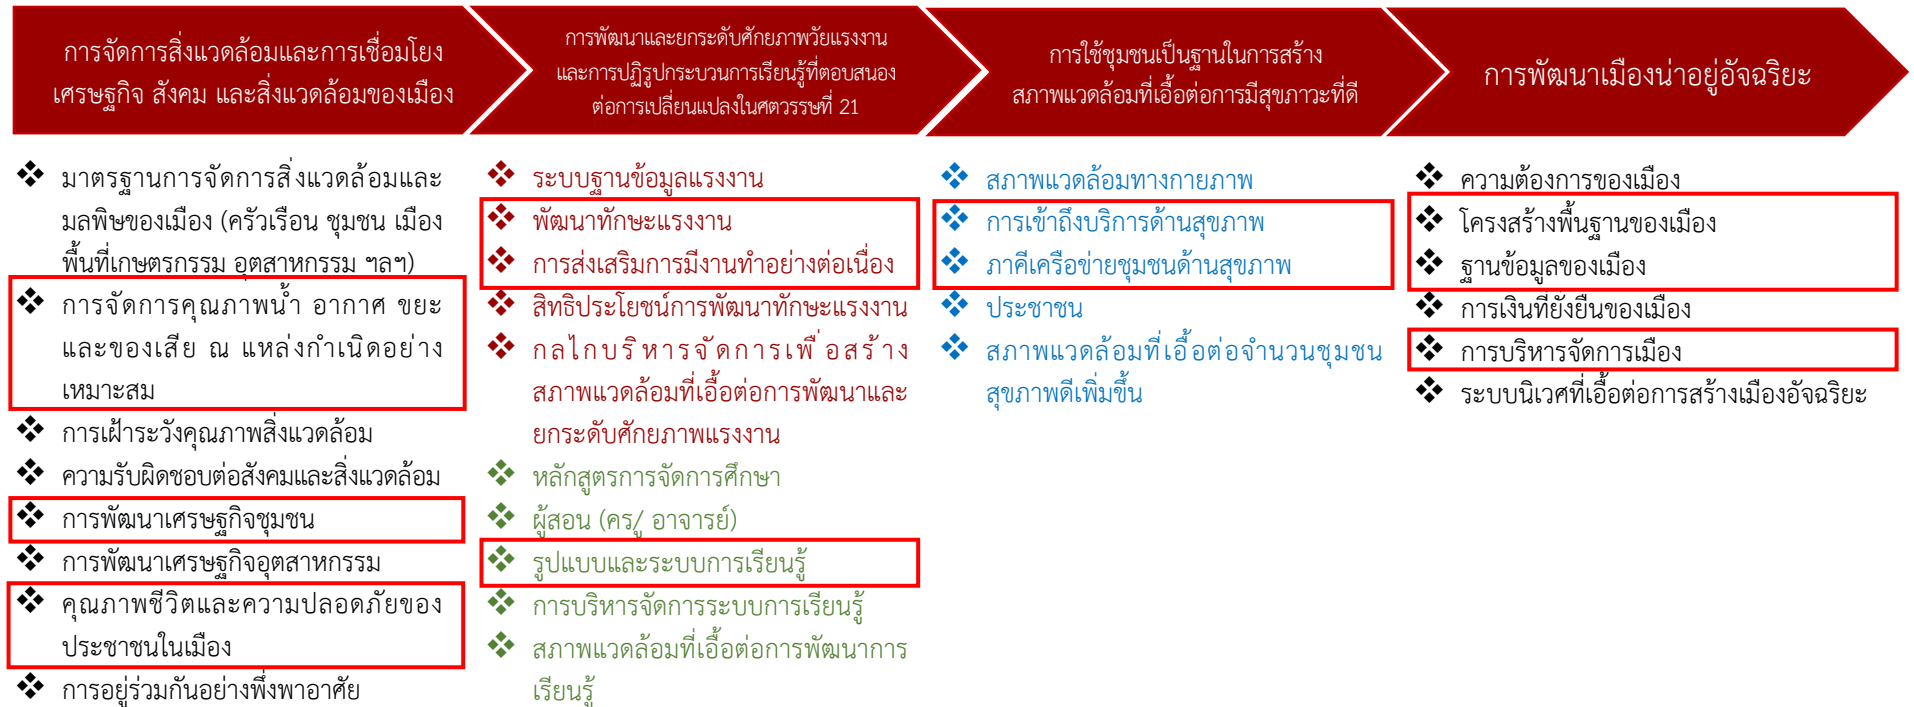 การจัดการสิ่งแวดล้อมและการเชื่อมโยง
เศรษฐกิจ สังคม และสิ่งแวดล้อมของเมือง
การพัฒนาและยกระดับศักยภาพวัยแรงงาน
และการปฏิรูปกระบวนการเรียนรู้ที่ตอบสนอง
ต่อการเปลี่ยนแปลงในศตวรรษที่ 21
การใช้ชุมชนเป็นฐานในการสร้าง
สภาพแวดล้อมที่เอื้อต่อการมีสุขภาวะที่ดี
การพัฒนาเมืองน่าอยู่อัจฉริยะ
❖ มาตรฐานการจัดการสิ่งแวดล้อมและ
มลพิษของเมือง (ครัวเรือน ชุมชน เมือง
พื้นที่เกษตรกรรม อุตสาหกรรม ฯลฯ)
❖ การจัดการคุณภาพน้ำ อากาศ ขยะ
และของเสีย ณ แหล่งกำเนิดอย่าง
เหมาะสม
❖ การเฝ้าระวังคุณภาพสิ่งแวดล้อม
❖ ความรับผิดชอบต่อสังคมและสิ่งแวดล้อม
❖ การพัฒนาเศรษฐกิจชุมชน
❖ การพัฒนาเศรษฐกิจอุตสาหกรรม
❖ คุณภาพชีวิตและความปลอดภัยของ
ประชาชนในเมือง
❖ การอยู่ร่วมกันอย่างพึ่งพาอาศัย
❖ ระบบฐานข้อมูลแรงงาน
❖ พัฒนาทักษะแรงงาน
❖ การส่งเสริมการมีงานทำอย่างต่อเนื่อง
❖ สิทธิประโยชน์การพัฒนาทักษะแรงงาน
❖ กลไกบริหารจัดการเพื่อสร้าง
สภาพแวดล้อมที่เอื้อต่อการพัฒนาและ
ยกระดับศักยภาพแรงงาน
❖ หลักสูตรการจัดการศึกษา
❖ ผู้สอน (ครู/ อาจารย์)
❖ รูปแบบและระบบการเรียนรู้
❖ การบริหารจัดการระบบการเรียนรู้
❖ สภาพแวดล้อมที่เอื้อต่อการพัฒนาการ
เรียนรู้
❖ สภาพแวดล้อมทางกายภาพ
❖ การเข้าถึงบริการด้านสุขภาพ
❖ ภาคีเครือข่ายชุมชนด้านสุขภาพ
❖ ประชาชน
❖ สภาพแวดล้อมที่เอื้อต่อจำนวนชุมชน
สุขภาพดีเพิ่มขึ้น
❖ ความต้องการของเมือง
❖ โครงสร้างพื้นฐานของเมือง
❖ ฐานข้อมูลของเมือง
❖ การเงินที่ยั่งยืนของเมือง
❖ การบริหารจัดการเมือง
❖ ระบบนิเวศที่เอื้อต่อการสร้างเมืองอัจฉริยะ